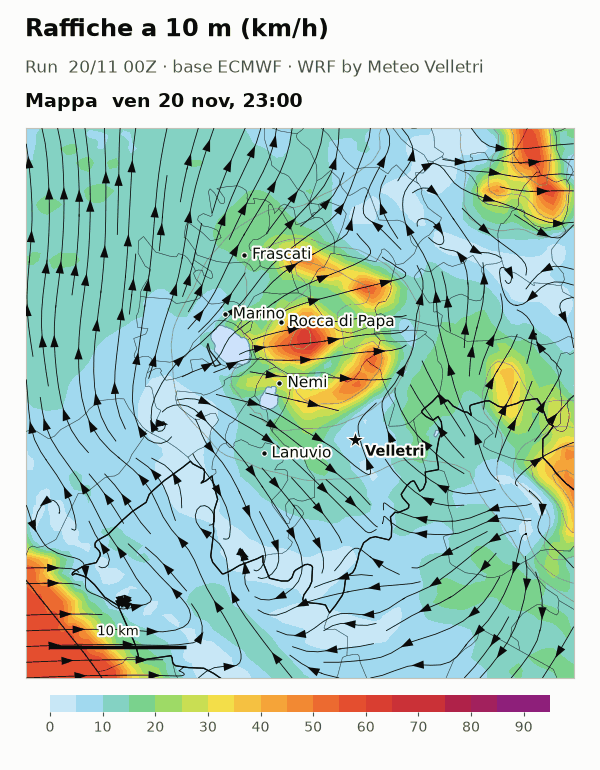 Raffiche a 10 m (km/h)
Run  20/11 00Z · base ECMWF · WRF by Meteo Velletri
Mappa  ven 20 nov, 23:00
Frascati
Marino
Rocca di Papa
Nemi
Lanuvio
Velletri
10 km
0 10 20 30 40 50 60 70 80 90